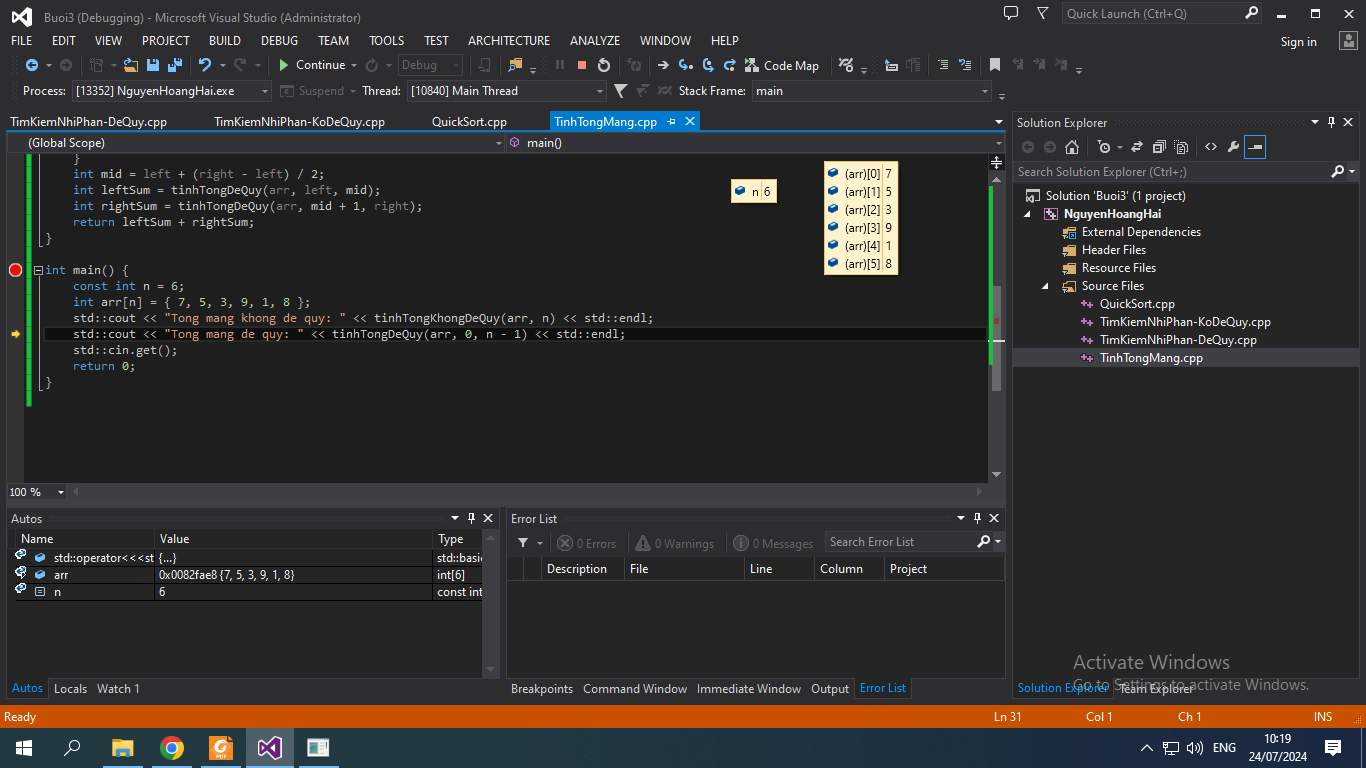 Buoi3 (Debugging) - Microsoft Visual Studio (Administrator)
Quick Launch (Ctrl+Q)
FILE EDIT VIEW PROJECT BUILD DEBUG TEAM TOOLS TEST ARCHITECTURE ANALYZE WINDOW HELP
Sign in
Continue Debug Code Map
Process: [13352] NguyenHoangHai.exe Suspend Thread: [10840] Main Thread Stack Frame: main
TimKiemNhiPhan-DeQuy.cpp TimKiemNhiPhan-KoDeQuy.cpp QuickSort.cpp TinhTongMang.cpp
(Global Scope) main()
}
int mid = left + (right - left) / 2;
int leftSum = tinhTongDeQuy(arr, left, mid);
int rightSum = tinhTongDeQuy(arr, mid + 1, right);
return leftSum + rightSum;
}
int main() {
const int n = 6;
int arr[n] = { 7, 5, 3, 9, 1, 8 };
std::cout << "Tong mang khong de quy: " << tinhTongKhongDeQuy(arr, n) << std::endl;
std::cout << "Tong mang de quy: " << tinhTongDeQuy(arr, 0, n - 1) << std::endl;
std::cin.get();
return 0;
}
n 6
(arr)[0] 7
(arr)[1] 5
(arr)[2] 3
(arr)[3] 9
(arr)[4] 1
(arr)[5] 8
100 %
Solution Explorer
Search Solution Explorer (Ctrl+;)
Solution 'Buoi3' (1 project)
NguyenHoangHai
External Dependencies
Header Files
Resource Files
Source Files
QuickSort.cpp
TimKiemNhiPhan-KoDeQuy.cpp
TimKiemNhiPhan-DeQuy.cpp
TinhTongMang.cpp
Autos
Name Value Type
std::operator<<<st {...} std::basic
arr 0x0082fae8 {7, 5, 3, 9, 1, 8} int[6]
n 6 const int
Autos Locals Watch 1
Error List
0 Errors 0 Warnings 0 Messages Search Error List
Description File Line Column Project
Breakpoints Command Window Immediate Window Output Error List
Activate Windows
Go to Settings to activate Windows.
Solution Explorer Team Explorer
Ready Ln 31 Col 1 Ch 1 INS
ENG
10:19
24/07/2024